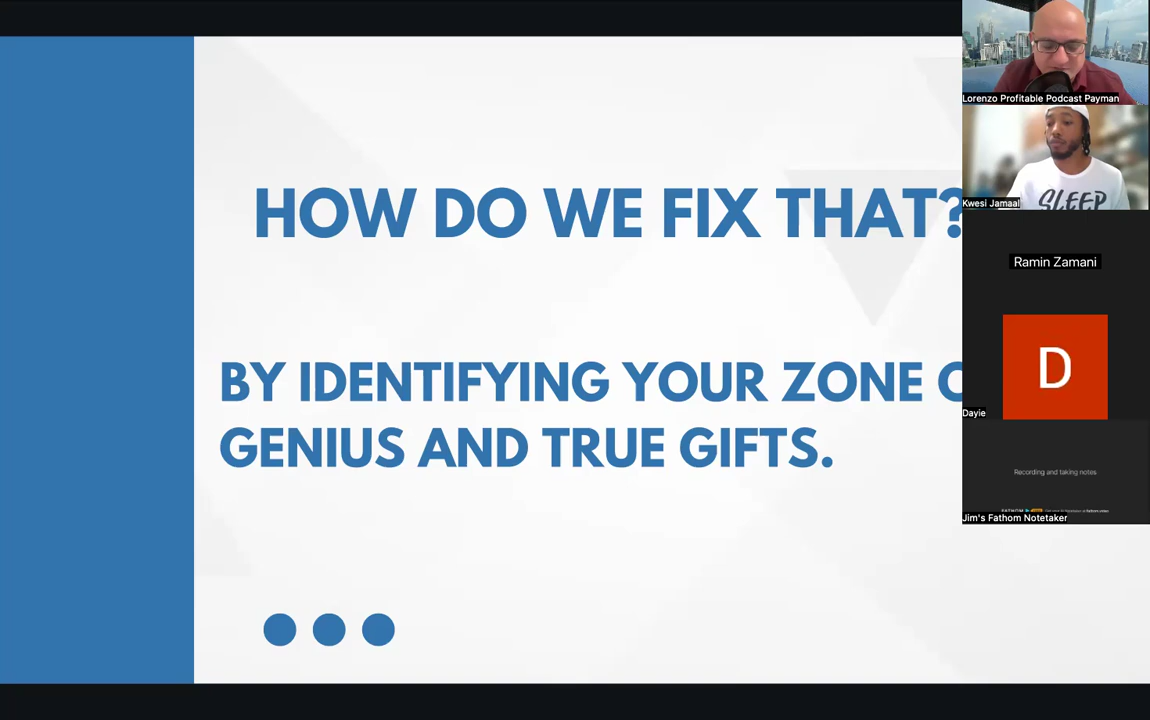 HOW DO WE FIX THAT?
BY IDENTIFYING YOUR ZONE
GENIUS AND TRUE GIFTS.
Lorenzo Profitable Podcast Payman
SLEEP
Kwesi Jamaal
Ramin Zamani
D
Dayie
Recording and taking notes
FATHOM
Jim's Fathom Notetaker